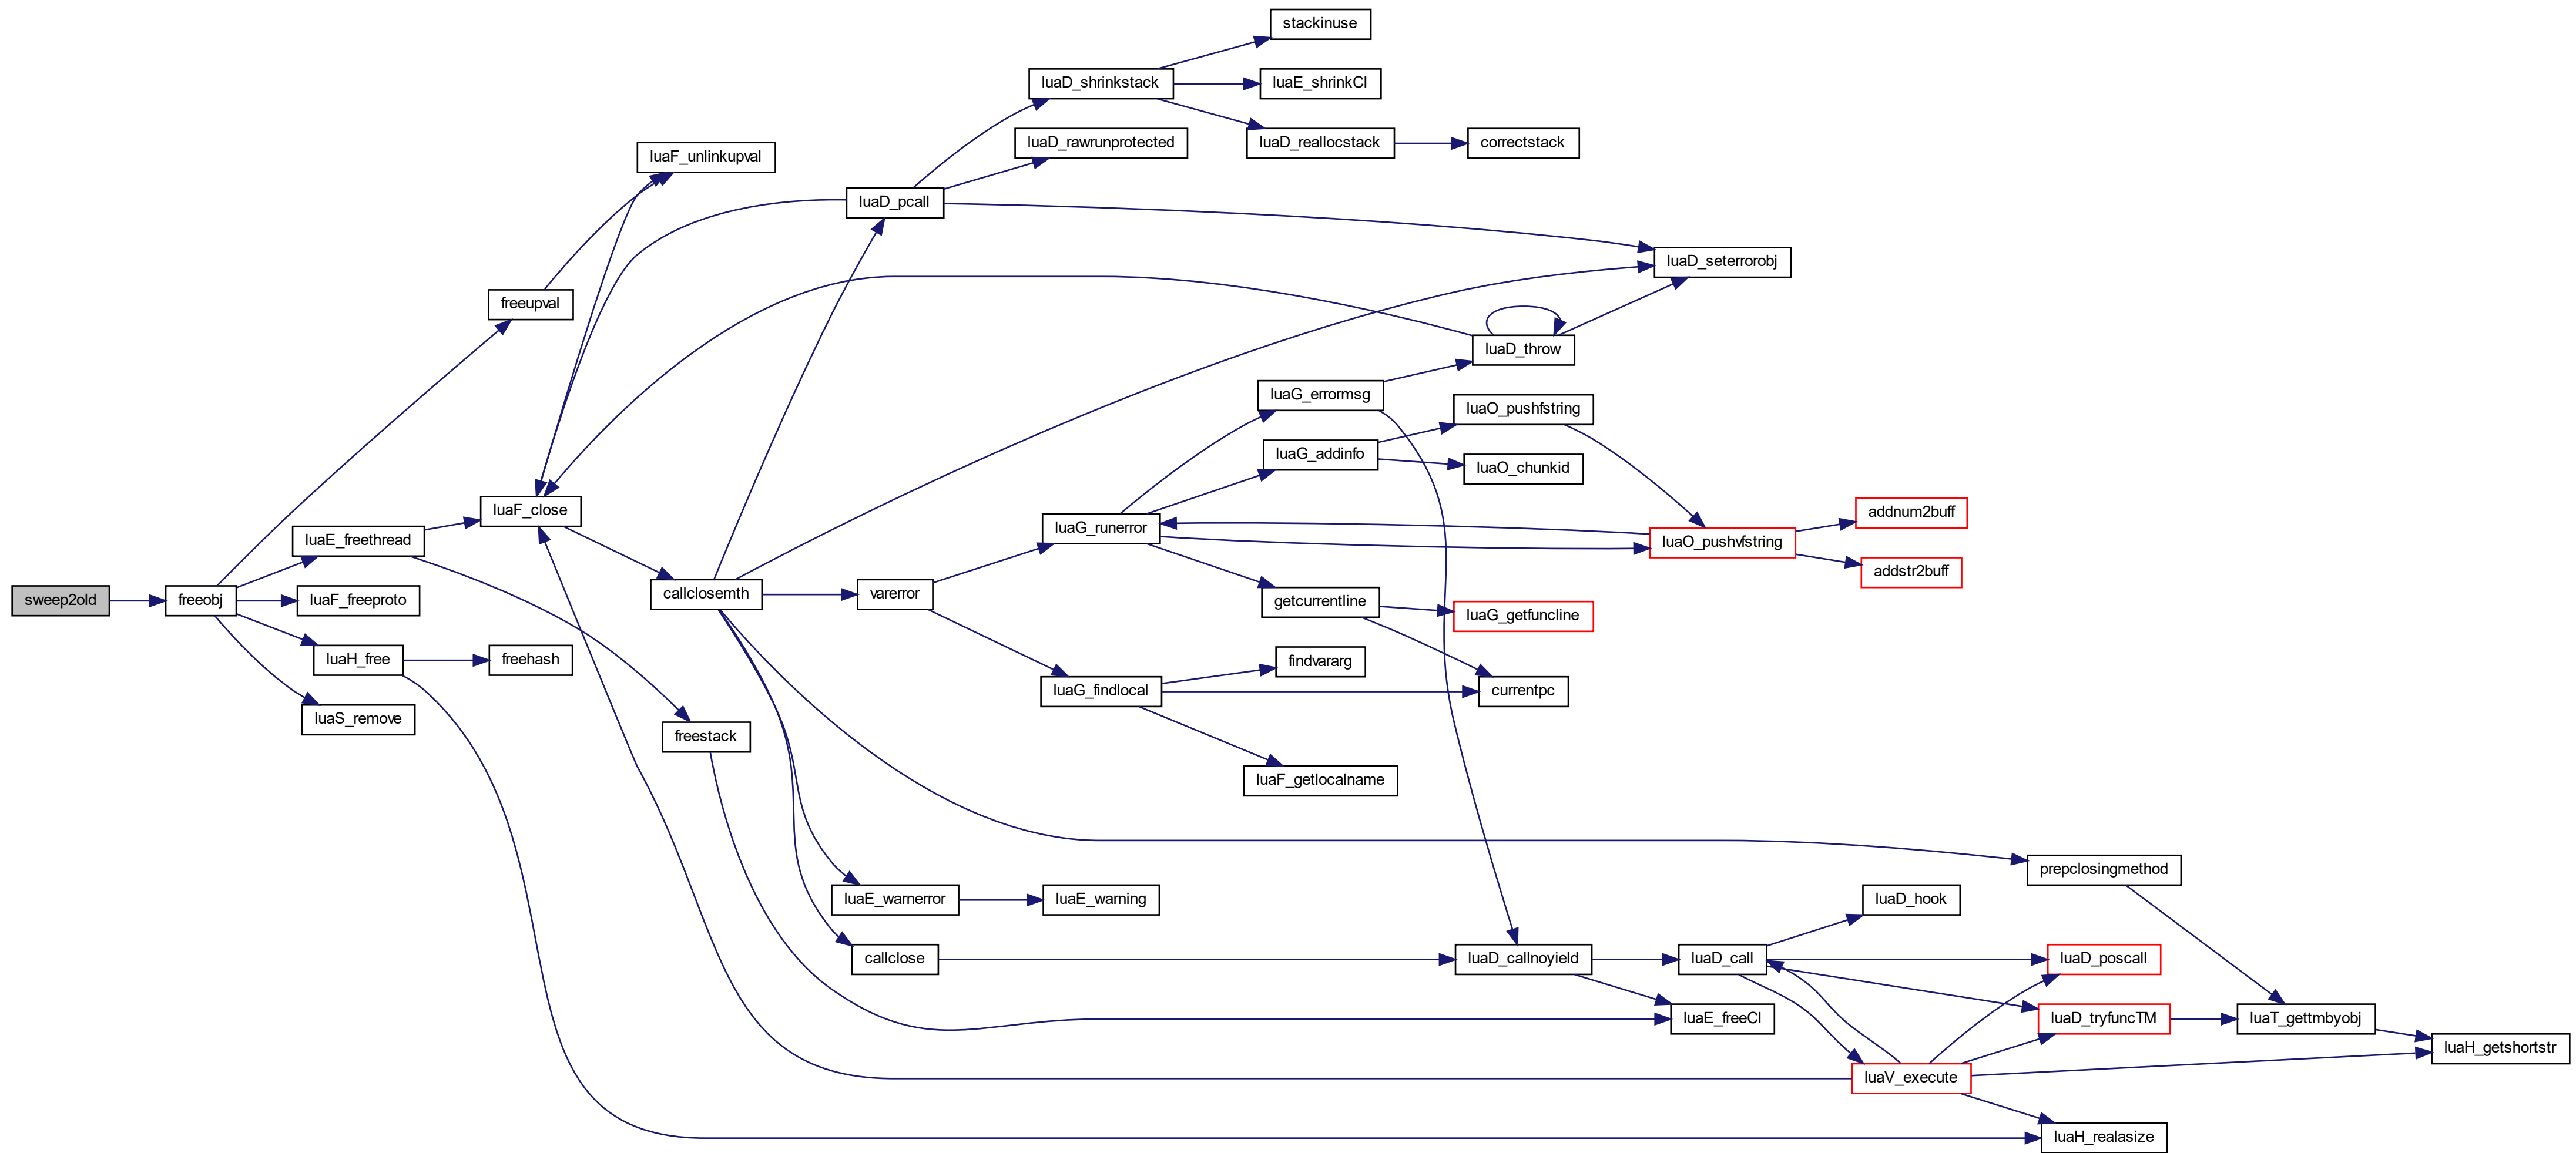 stackinuse
luaD_shrinkstack
luaE_shrinkCI
luaD_rawrunprotected
luaD_reallocstack
correctstack
luaF_unlinkupval
luaD_pcall
luaD_seterrorobj
freeupval
luaD_throw
luaG_errormsg
luaO_pushfstring
luaG_addinfo
luaO_chunkid
luaF_close
luaE_freethread
luaG_runerror
luaO_pushvfstring
addnum2buff
addstr2buff
sweep2old
freeobj
luaF_freeproto
callclosemth
varerror
getcurrentline
luaG_getfuncline
luaH_free
freehash
findvararg
luaG_findlocal
currentpc
luaS_remove
freestack
luaF_getlocalname
prepclosingmethod
luaE_warnerror
luaE_warning
luaD_hook
callclose
luaD_callnoyield
luaD_call
luaD_poscall
luaE_freeCI
luaD_tryfuncTM
luaT_gettmbyobj
luaH_getshortstr
luaV_execute
luaH_realasize